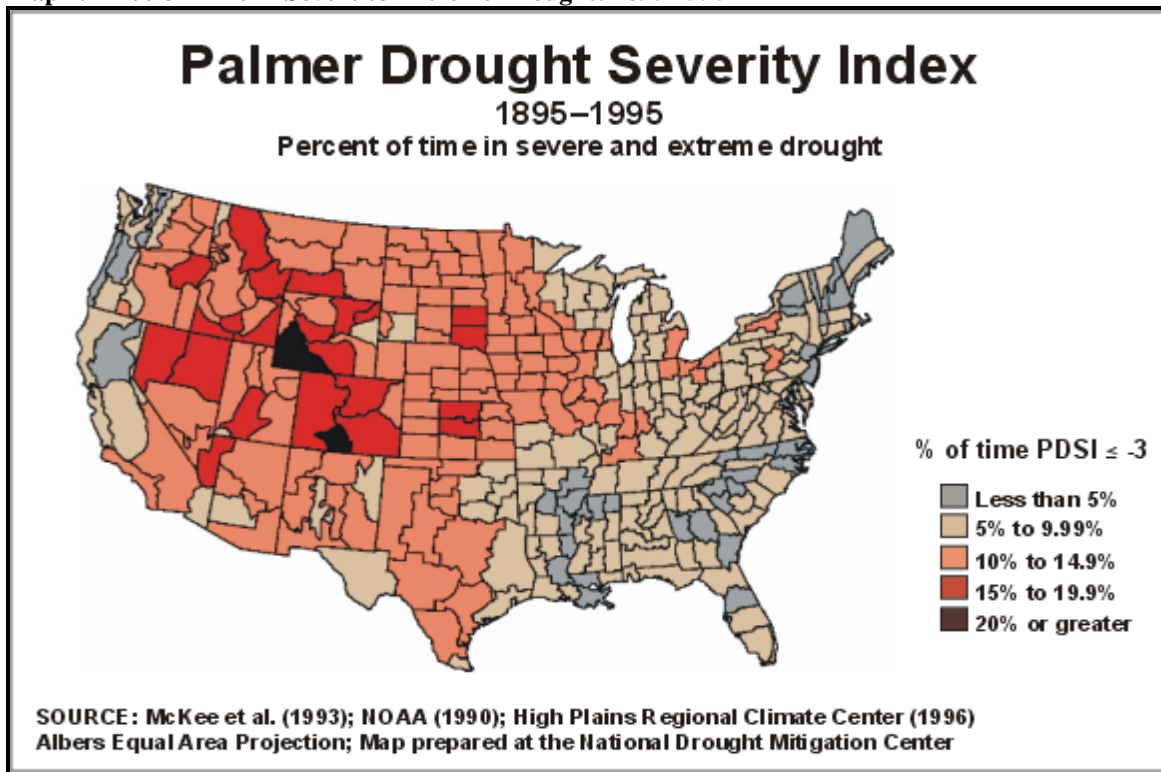 Palmer Drought Severity Index
1895–1995
Percent of time in severe and extreme drought
% of time PDSI ≤ -3
Less than 5%
5% to 9.99%
10% to 14.9%
15% to 19.9%
20% or greater
SOURCE: McKee et al. (1993); NOAA (1990); High Plains Regional Climate Center (1996)
Albers Equal Area Projection; Map prepared at the National Drought Mitigation Center